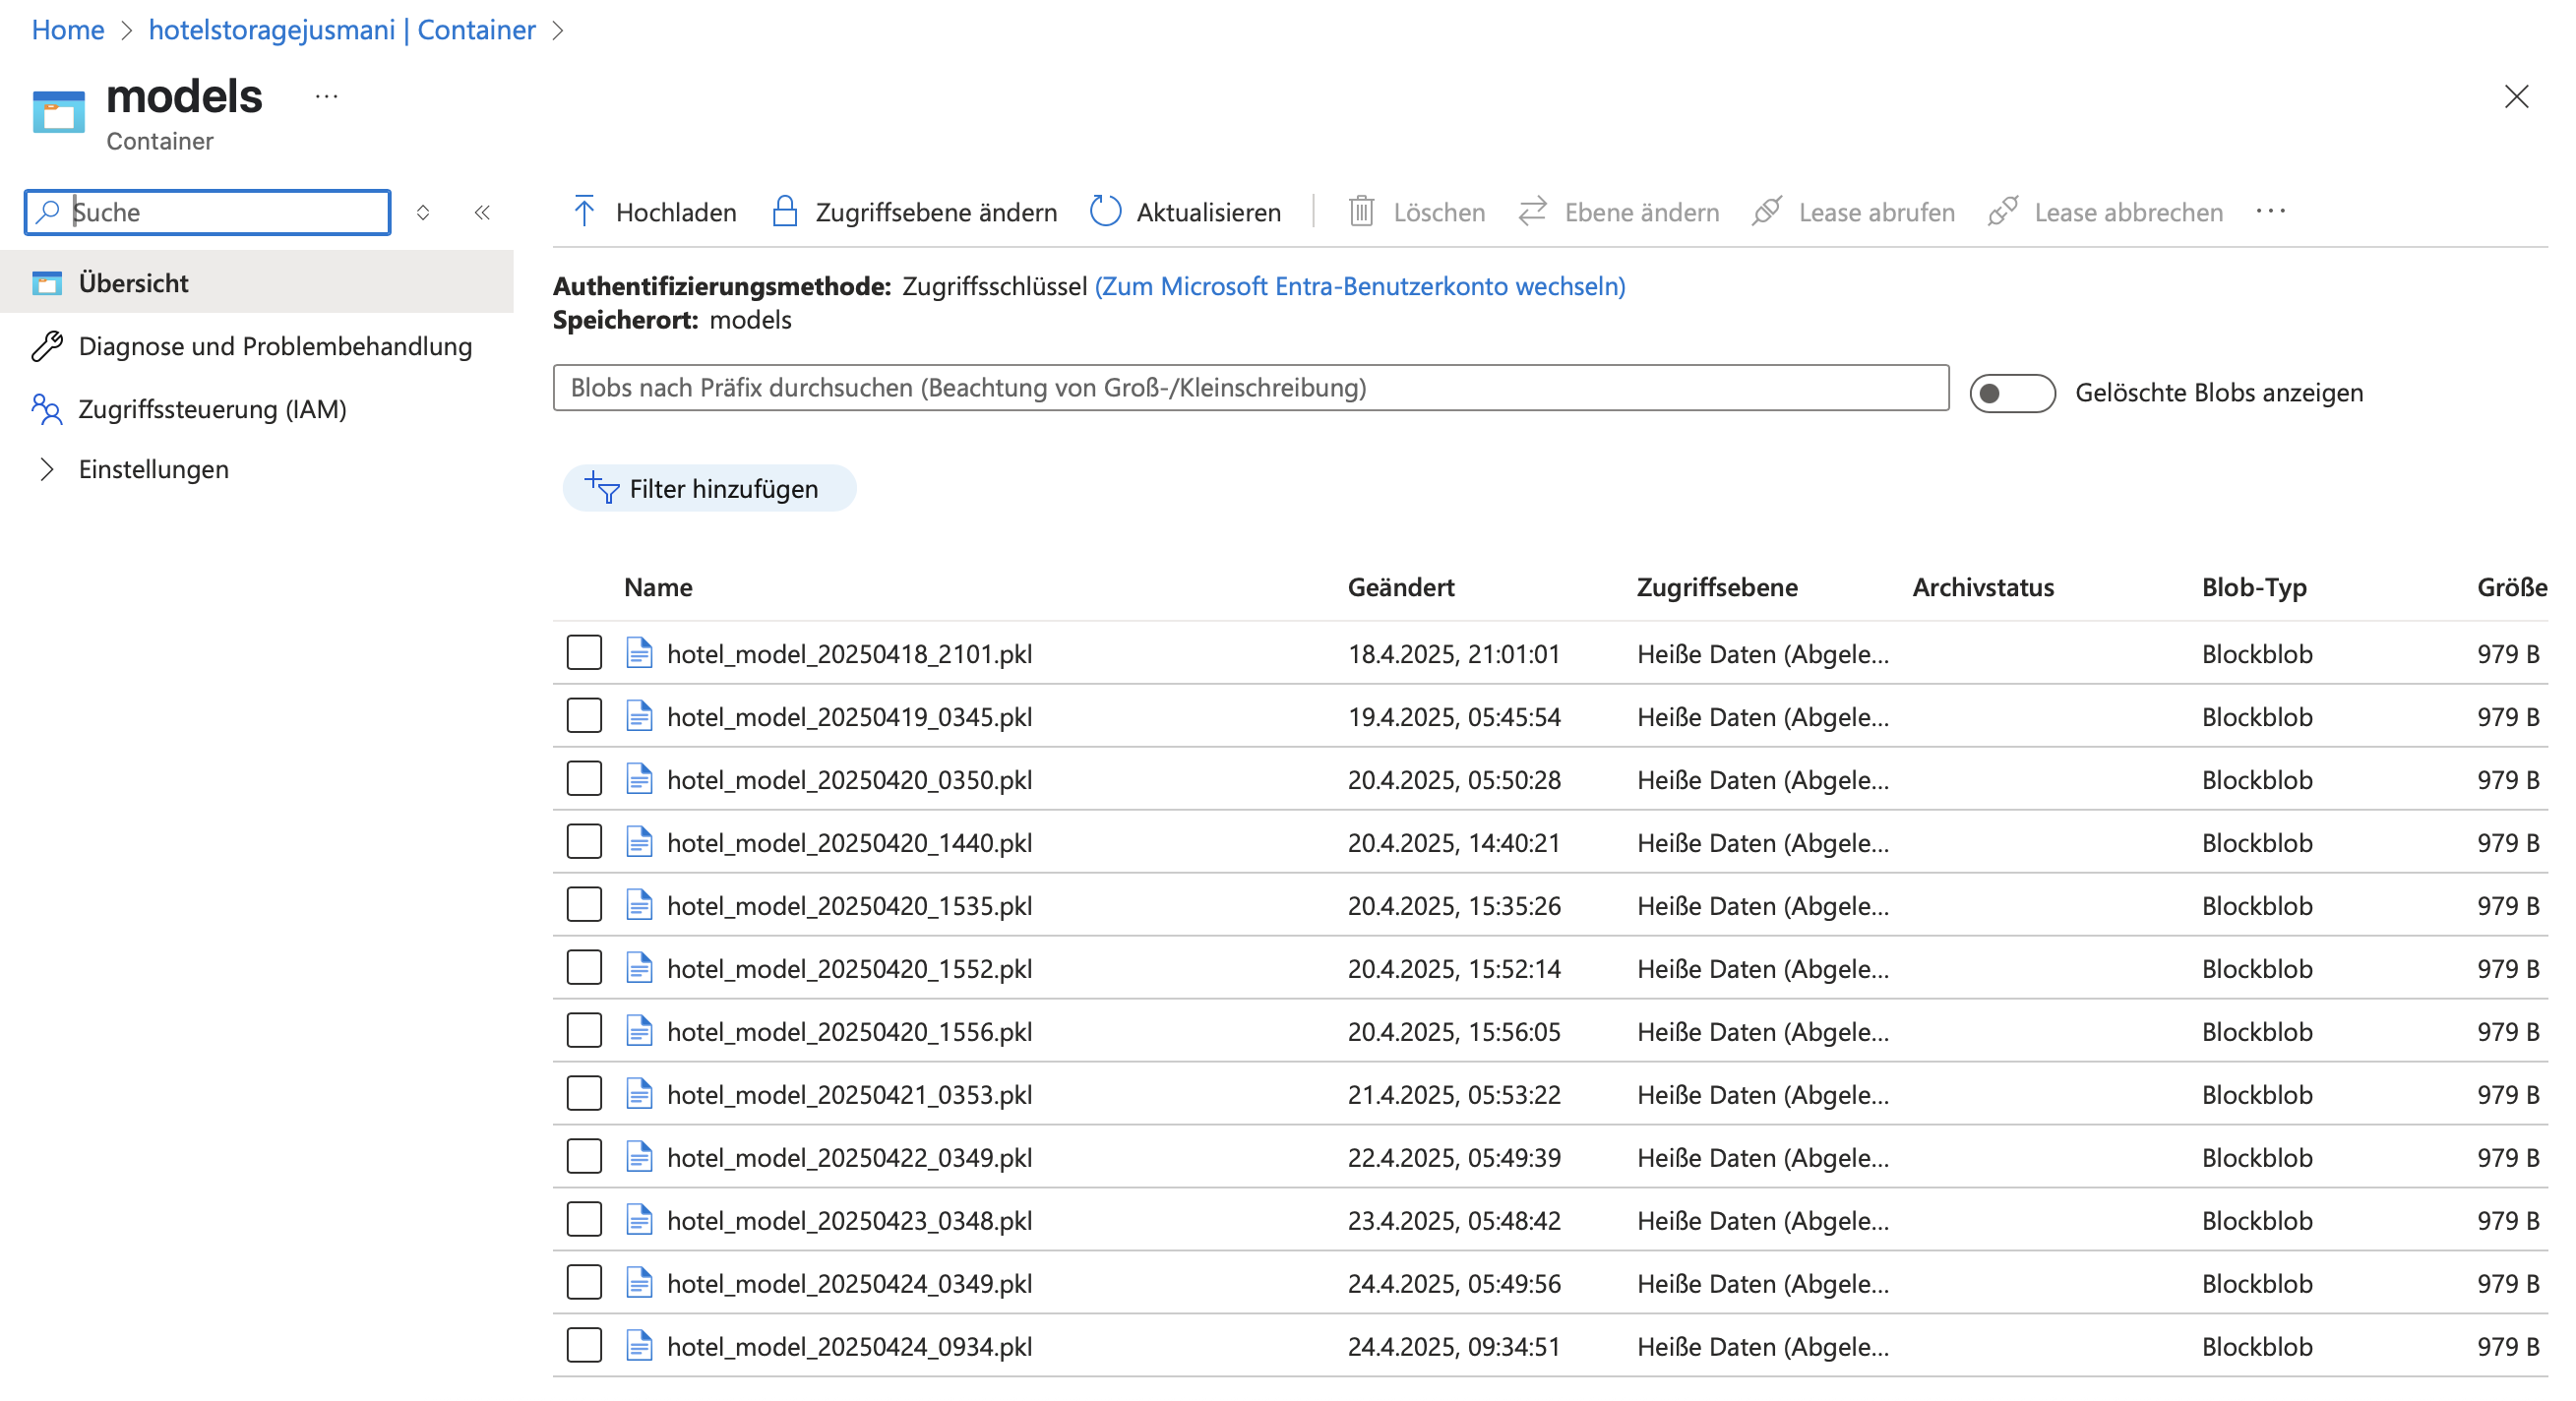 Home > hotelstoragejusmani | Container >
models ...
Container
Suche
Übersicht
Diagnose und Problembehandlung
Zugriffssteuerung (IAM)
Einstellungen
Hochladen Zugriffsebene ändern Aktualisieren Löschen Ebene ändern Lease abrufen Lease abbrechen ...
Authentifizierungsmethode: Zugriffsschlüssel (Zum Microsoft Entra-Benutzerkonto wechseln)
Speicherort: models
Blobs nach Präfix durchsuchen (Beachtung von Groß-/Kleinschreibung) Gelöschte Blobs anzeigen
Filter hinzufügen
Name Geändert Zugriffsebene Archivstatus Blob-Typ Größe
hotel_model_20250418_2101.pkl 18.4.2025, 21:01:01 Heiße Daten (Abgele... Blockblob 979 B
hotel_model_20250419_0345.pkl 19.4.2025, 05:45:54 Heiße Daten (Abgele... Blockblob 979 B
hotel_model_20250420_0350.pkl 20.4.2025, 05:50:28 Heiße Daten (Abgele... Blockblob 979 B
hotel_model_20250420_1440.pkl 20.4.2025, 14:40:21 Heiße Daten (Abgele... Blockblob 979 B
hotel_model_20250420_1535.pkl 20.4.2025, 15:35:26 Heiße Daten (Abgele... Blockblob 979 B
hotel_model_20250420_1552.pkl 20.4.2025, 15:52:14 Heiße Daten (Abgele... Blockblob 979 B
hotel_model_20250420_1556.pkl 20.4.2025, 15:56:05 Heiße Daten (Abgele... Blockblob 979 B
hotel_model_20250421_0353.pkl 21.4.2025, 05:53:22 Heiße Daten (Abgele... Blockblob 979 B
hotel_model_20250422_0349.pkl 22.4.2025, 05:49:39 Heiße Daten (Abgele... Blockblob 979 B
hotel_model_20250423_0348.pkl 23.4.2025, 05:48:42 Heiße Daten (Abgele... Blockblob 979 B
hotel_model_20250424_0349.pkl 24.4.2025, 05:49:56 Heiße Daten (Abgele... Blockblob 979 B
hotel_model_20250424_0934.pkl 24.4.2025, 09:34:51 Heiße Daten (Abgele... Blockblob 979 B